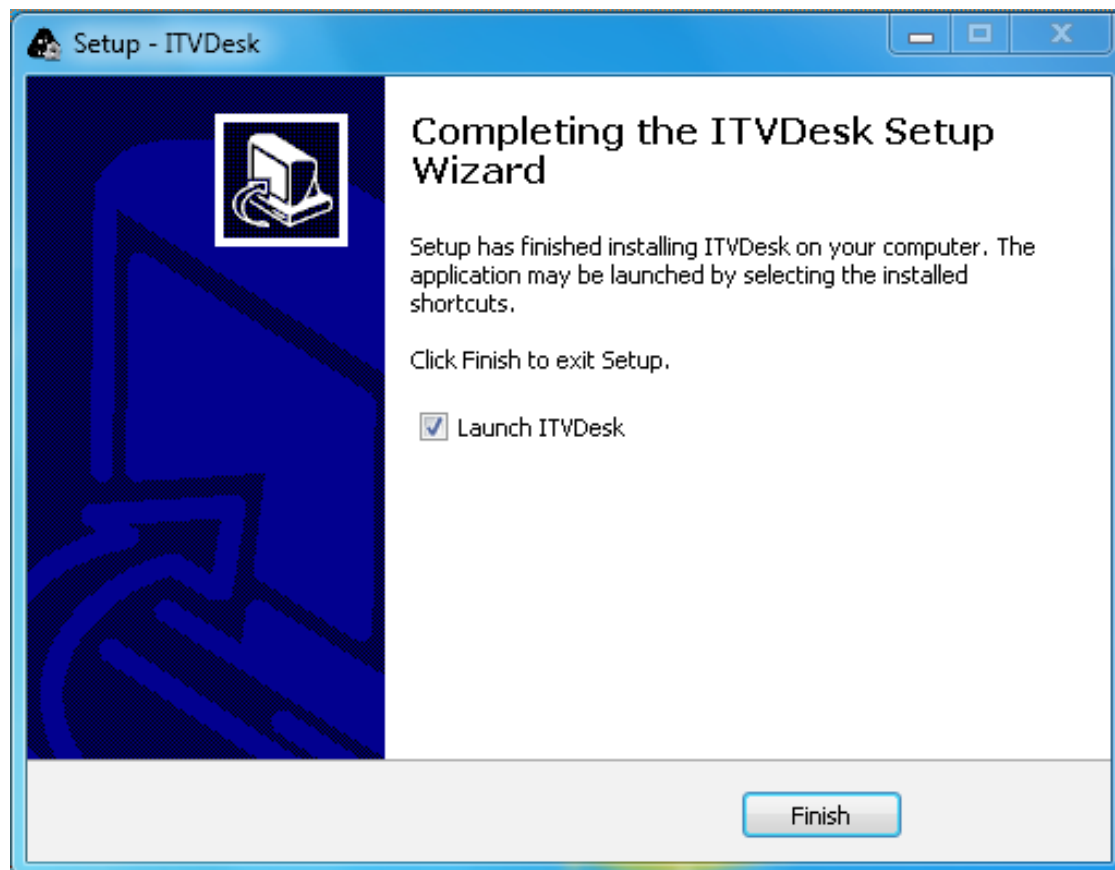 Setup - ITVDesk
Completing the ITVDesk Setup
Wizard
Setup has finished installing ITVDesk on your computer. The
application may be launched by selecting the installed
shortcuts.
Click Finish to exit Setup.
Launch ITVDesk
Finish